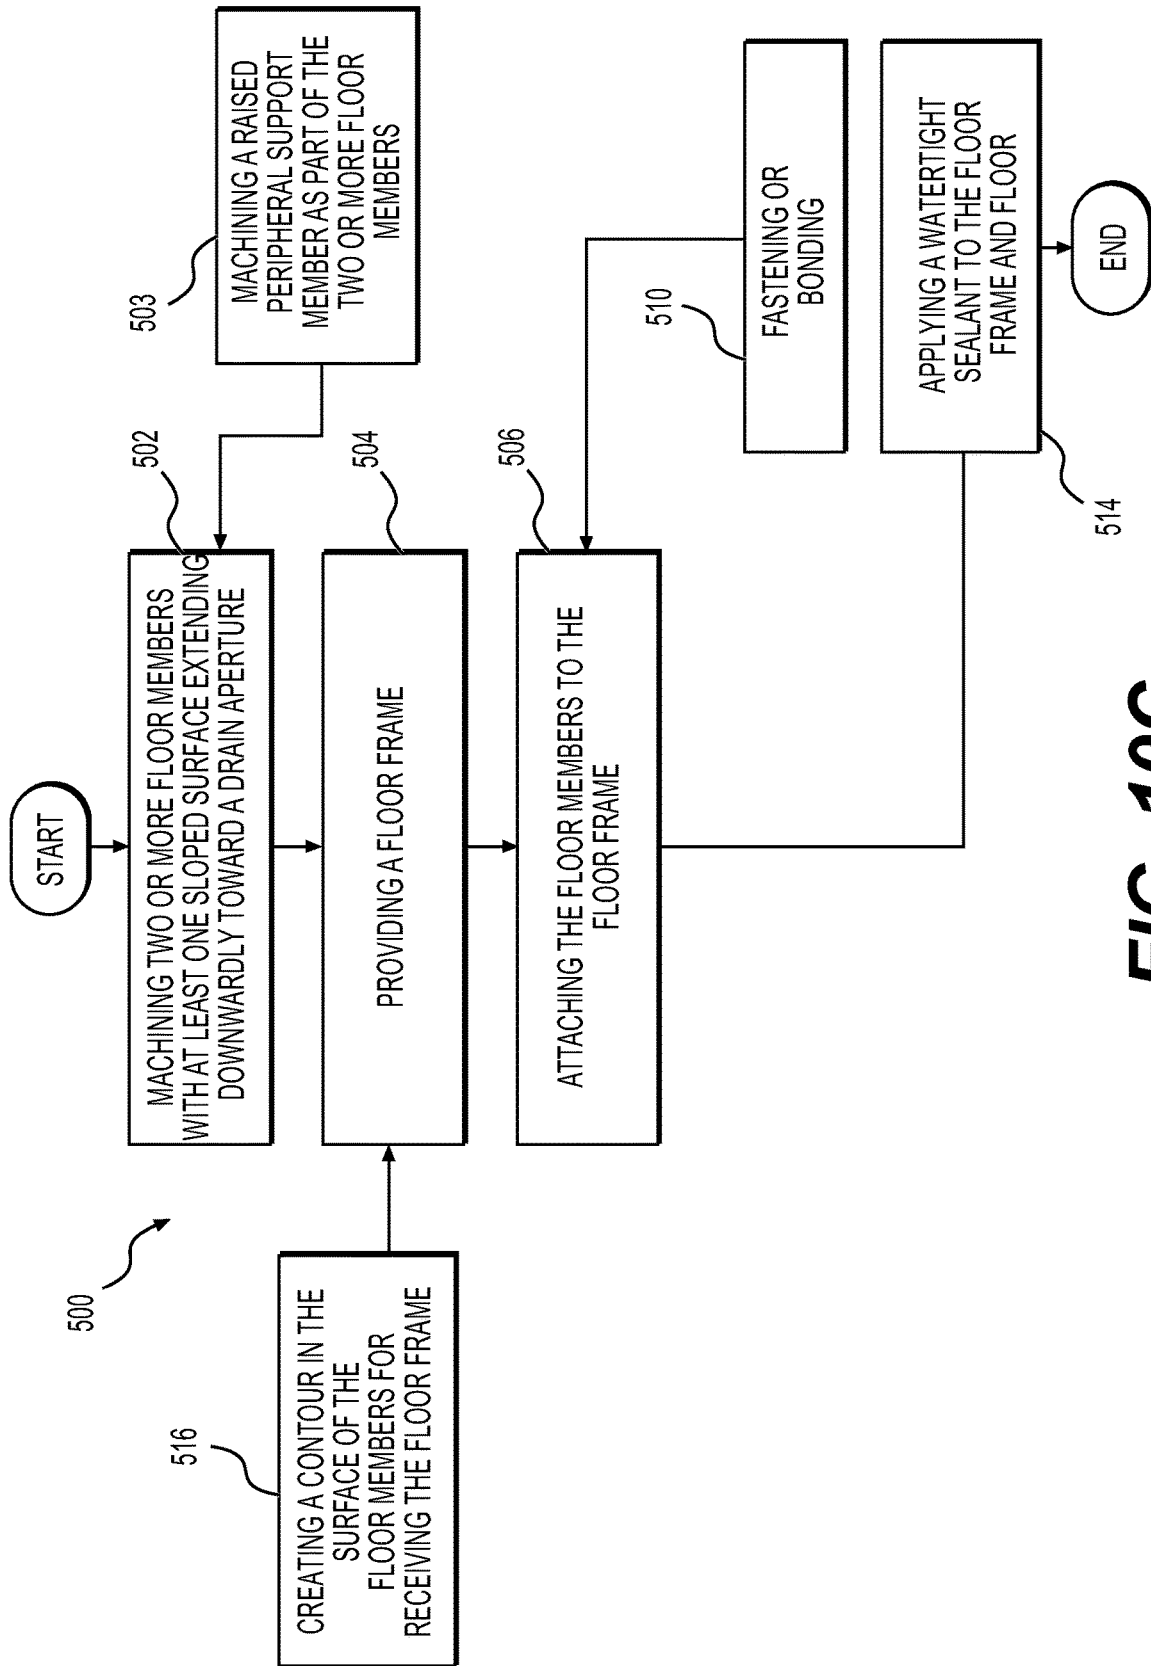 START
500
502
MACHINING TWO OR MORE FLOOR MEMBERS
WITH AT LEAST ONE SLOPED SURFACE EXTENDING
DOWNWARDLY TOWARD A DRAIN APERTURE
503
MACHINING A RAISED
PERIPHERAL SUPPORT
MEMBER AS PART OF THE
TWO OR MORE FLOOR
MEMBERS
516
CREATING A CONTOUR IN THE
SURFACE OF THE
FLOOR MEMBERS FOR
RECEIVING THE FLOOR FRAME
504
PROVIDING A FLOOR FRAME
506
ATTACHING THE FLOOR MEMBERS TO THE
FLOOR FRAME
510
FASTENING OR
BONDING
APPLYING A WATERTIGHT
SEALANT TO THE FLOOR
FRAME AND FLOOR
514
END
FIG. 10C